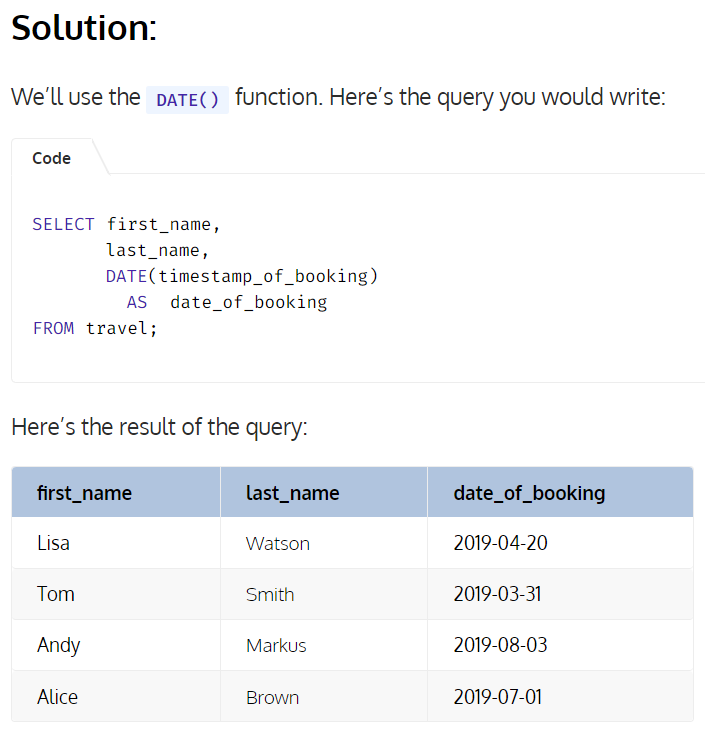 Solution:
We’ll use the DATE() function. Here’s the query you would write:
Code
SELECT first_name,
last_name,
DATE(timestamp_of_booking)
AS date_of_booking
FROM travel;
Here’s the result of the query:
first_name last_name date_of_booking
Lisa Watson 2019-04-20
Tom Smith 2019-03-31
Andy Markus 2019-08-03
Alice Brown 2019-07-01